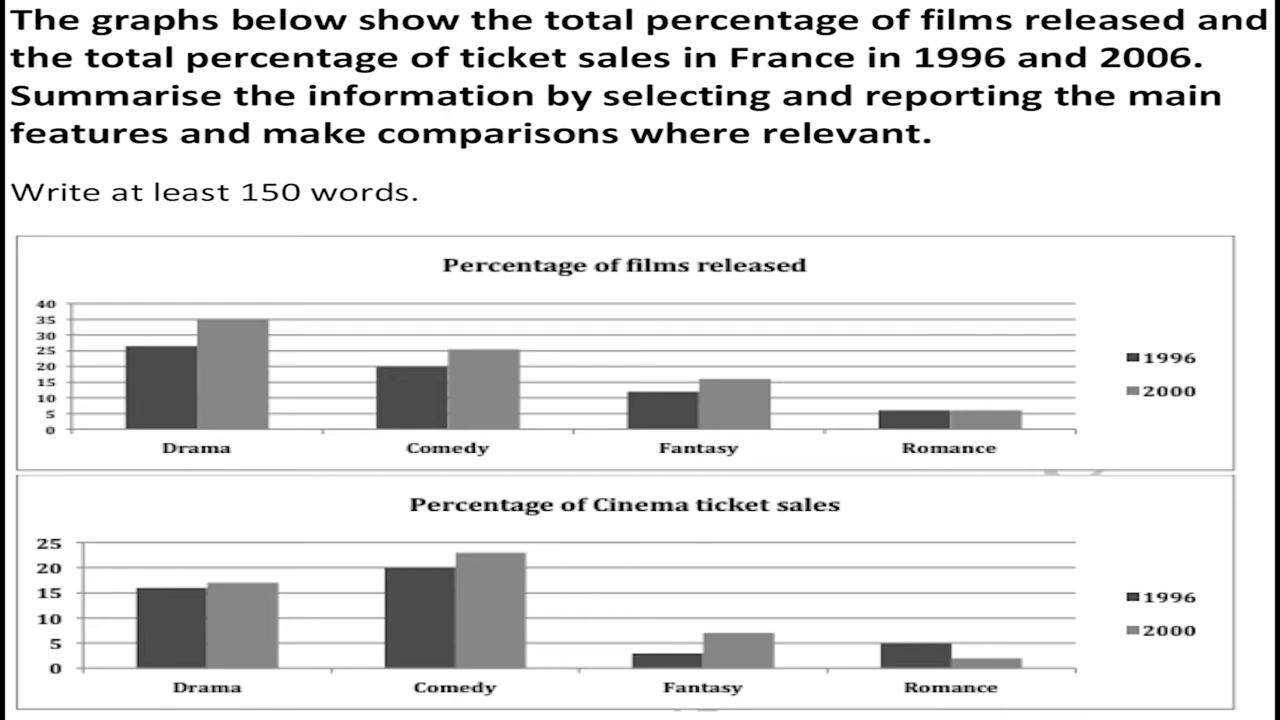 The graphs below show the total percentage of films released and
the total percentage of ticket sales in France in 1996 and 2006.
Summarise the information by selecting and reporting the main
features and make comparisons where relevant.
Write at least 150 words.
Percentage of films released
40
35
30
25
20
15
10
5
0
Drama Comedy Fantasy Romance
1996
2000
Percentage of Cinema ticket sales
25
20
15
10
5
0
Drama Comedy Fantasy Romance
1996
2000